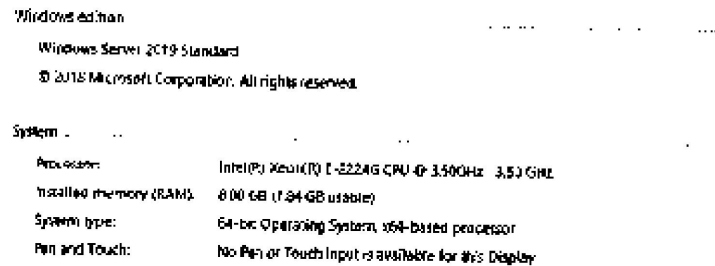 Windows edition
Windows Server 2019 Standard
© 2018 Microsoft Corporation. All rights reserved.
System
Processor: Intel(R) Xeon(R) E-2224G CPU @ 3.50GHz 3.50 GHz
Installed memory (RAM): 8.00 GB (7.84 GB usable)
System type: 64-bit Operating System, x64-based processor
Pen and Touch: No Pen or Touch Input is available for this Display